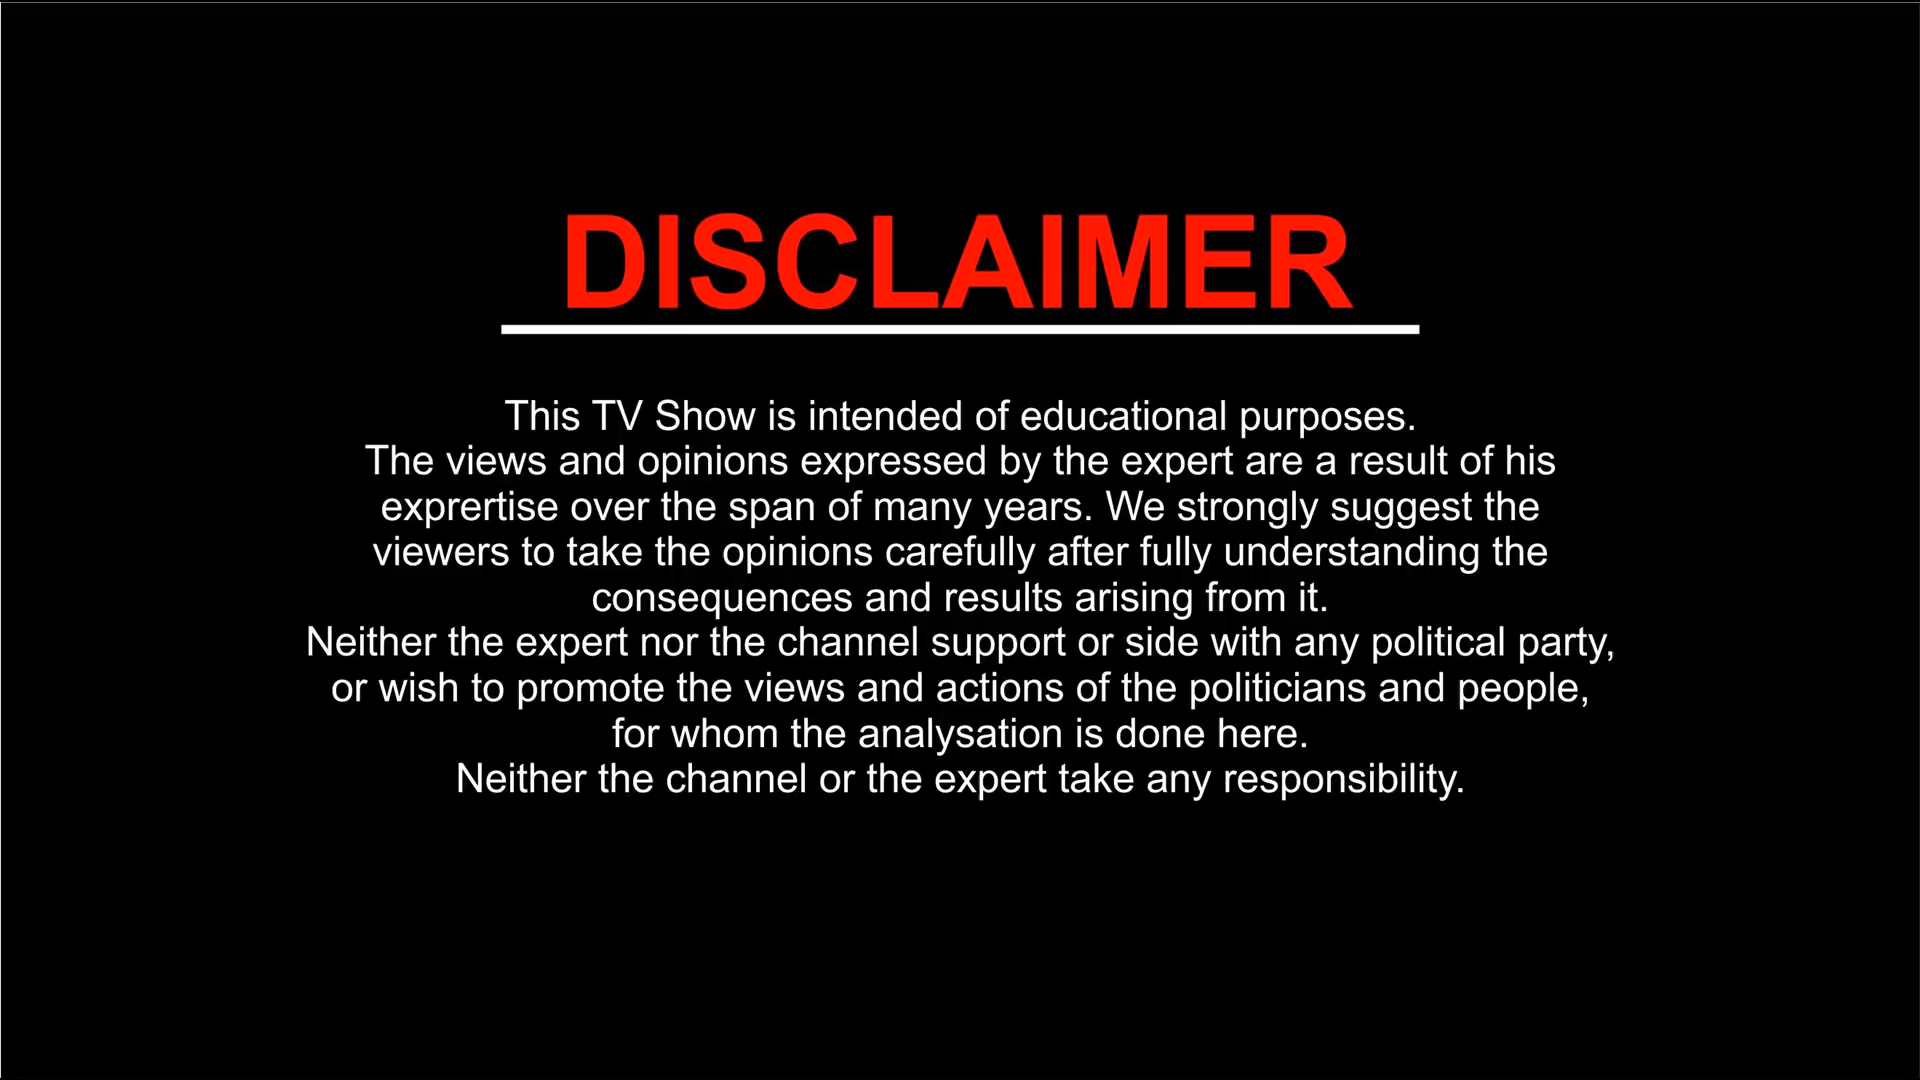 DISCLAIMER
This TV Show is intended of educational purposes.
The views and opinions expressed by the expert are a result of his
exprertise over the span of many years. We strongly suggest the
viewers to take the opinions carefully after fully understanding the
consequences and results arising from it.
Neither the expert nor the channel support or side with any political party,
or wish to promote the views and actions of the politicians and people,
for whom the analysation is done here.
Neither the channel or the expert take any responsibility.